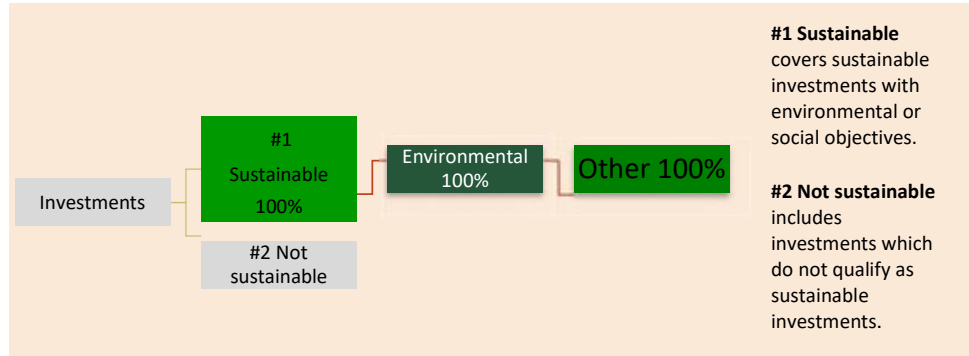 Investments
#1
Sustainable
100%
#2 Not
sustainable
Environmental
100%
Other 100%
#1 Sustainable
covers sustainable
investments with
environmental or
social objectives.
#2 Not sustainable
includes
investments which
do not qualify as
sustainable
investments.